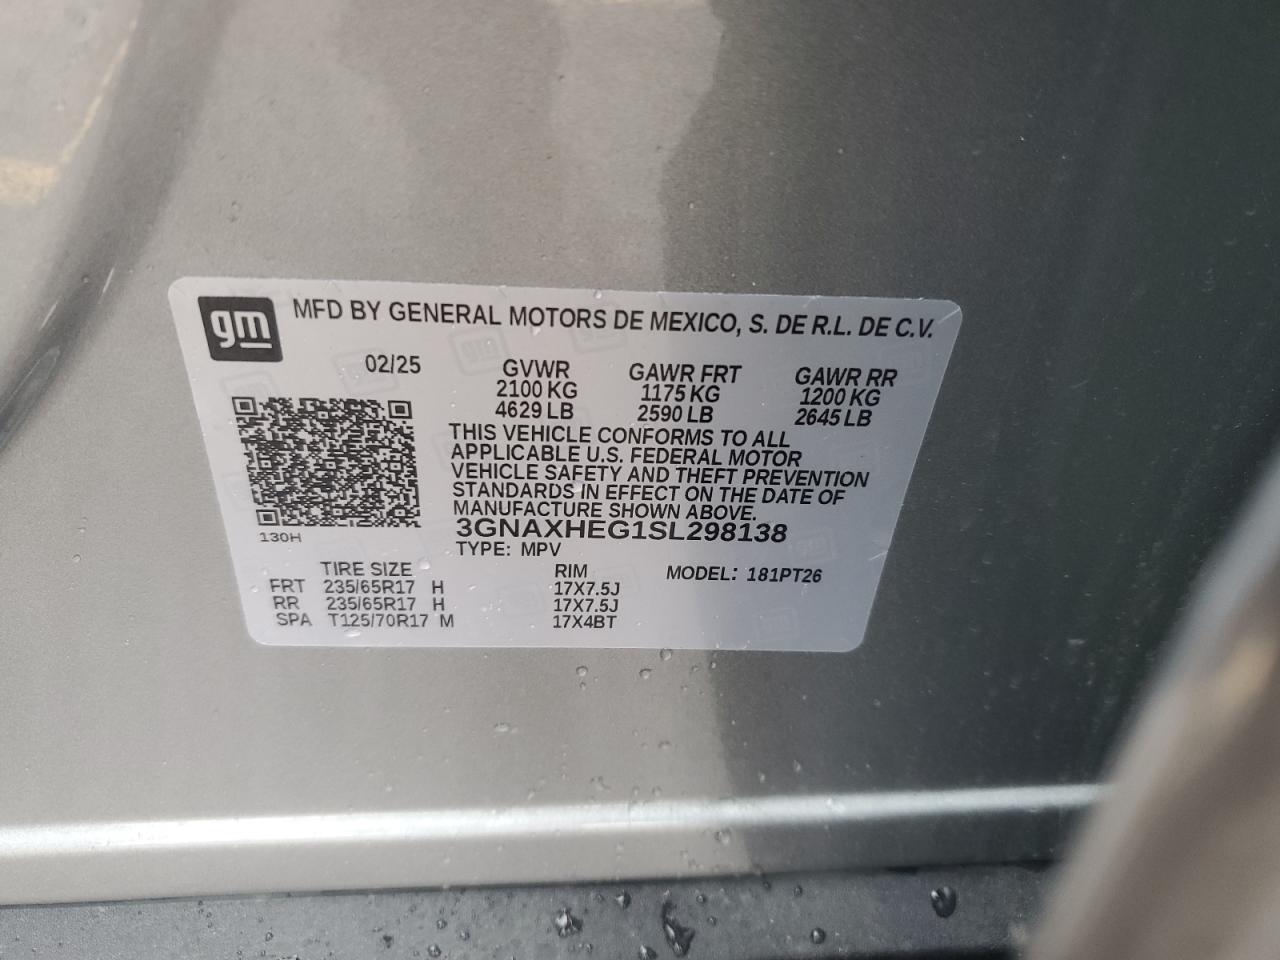 gm
MFD BY GENERAL MOTORS DE MEXICO, S. DE R.L. DE C.V.
02/25 GVWR GAWR FRT GAWR RR
2100 KG 1175 KG 1200 KG
4629 LB 2590 LB 2645 LB
THIS VEHICLE CONFORMS TO ALL
APPLICABLE U.S. FEDERAL MOTOR
VEHICLE SAFETY AND THEFT PREVENTION
STANDARDS IN EFFECT ON THE DATE OF
MANUFACTURE SHOWN ABOVE.
3GNAXHEG1SL298138
130H
TYPE: MPV
TIRE SIZE RIM MODEL: 181PT26
FRT 235/65R17 H 17X7.5J
RR 235/65R17 H 17X7.5J
SPA T125/70R17 M 17X4BT